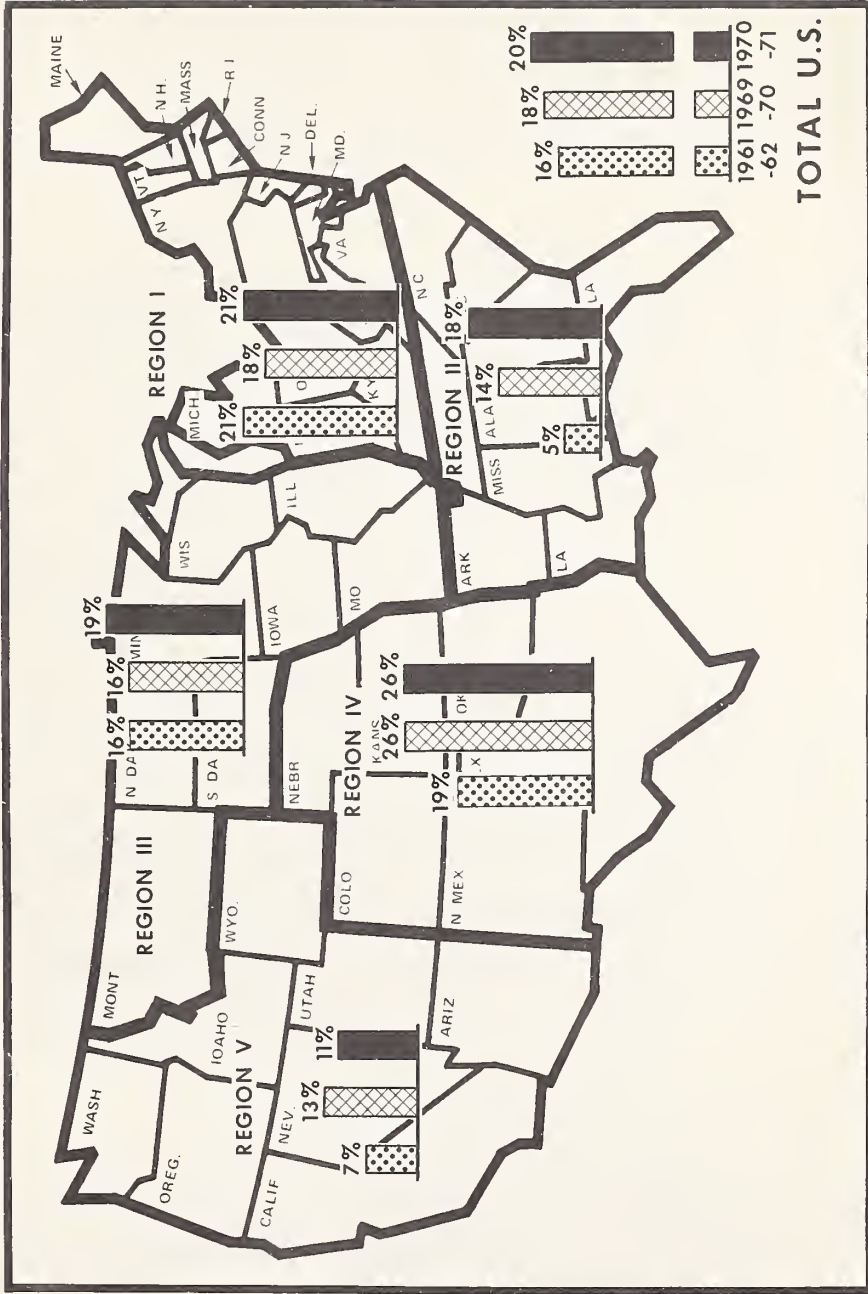 MAINE
N H.
MASS
R I
CONN
N J
DEL.
MD.
VT
N Y
VA
REGION I
21%
18%
21%
MICH
O
KY
N C
REGION II
5%
14%
18%
ALA
MISS
LA
WIS
ILL
IOWA
MO
ARK
LA
REGION III
16%
16%
19%
MONT
N DAK
S DA
MIN
WYO.
NEBR
REGION IV
19%
26%
26%
KANS
OK
X
COLO
N MEX
REGION V
7%
13%
11%
WASH
OREG.
IOAHO
CALIF
NEV.
UTAH
ARIZ
16%
18%
20%
1961 1969 1970
-62 -70 -71
TOTAL U.S.